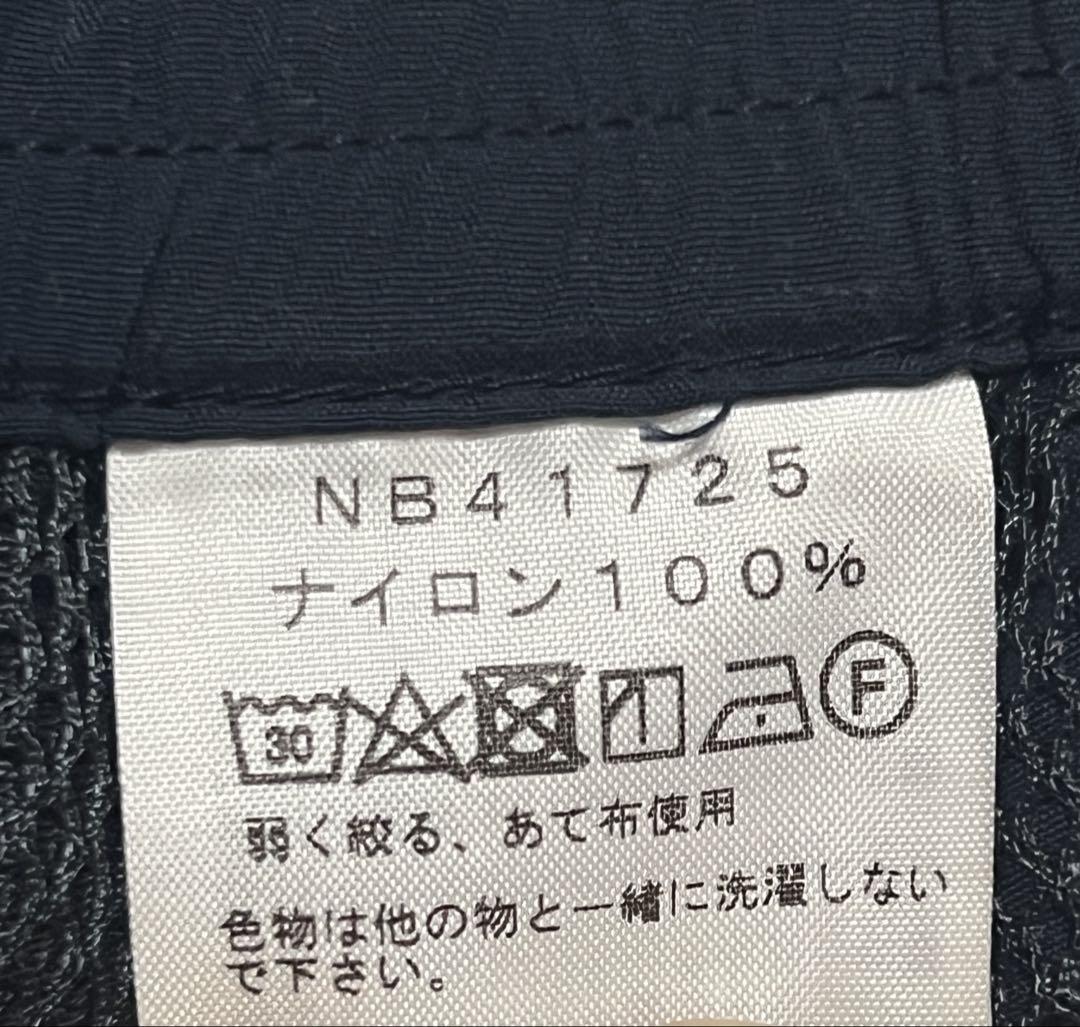 NB41725
ナイロン100%
30 F
弱く絞る、あて布使用
色物は他の物と一緒に洗濯しない
で下さい。